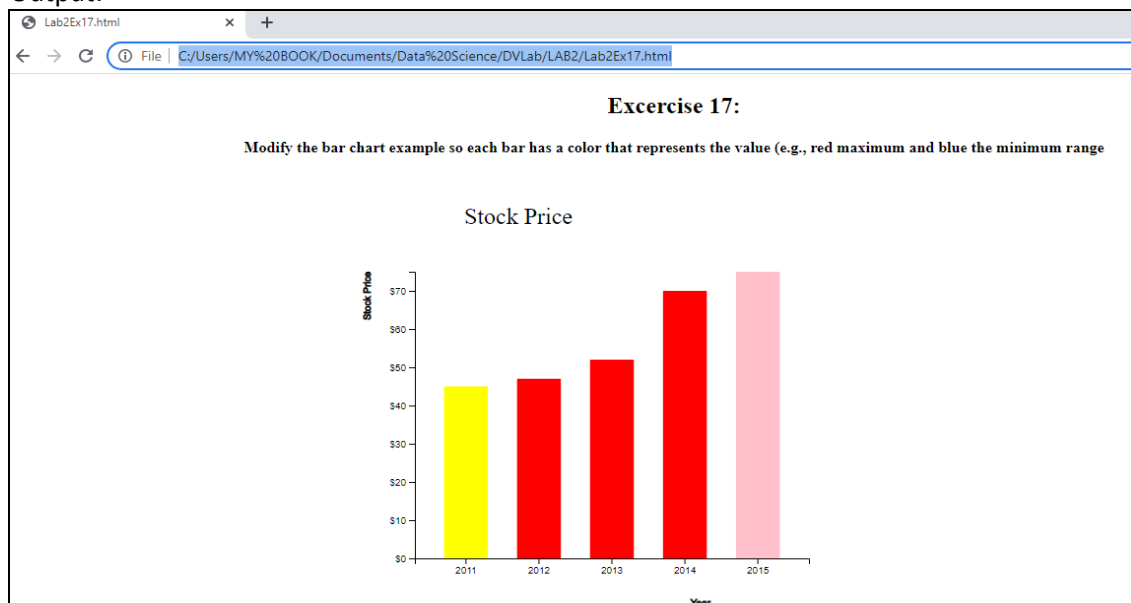 Output:
Lab2Ex17.html × +
File | C:/Users/MY%20BOOK/Documents/Data%20Science/DVLab/LAB2/Lab2Ex17.html
Excercise 17:
Modify the bar chart example so each bar has a color that represents the value (e.g., red maximum and blue the minimum range
Stock Price
Stock Price
$70
$60
$50
$40
$30
$20
$10
$0
2011 2012 2013 2014 2015
Year